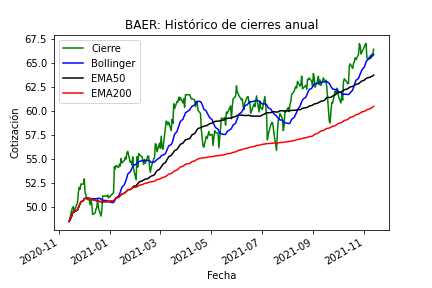 BAER: Histórico de cierres anual
Cierre
Bollinger
EMA50
EMA200
Cotización
67.5
65.0
62.5
60.0
57.5
55.0
52.5
50.0
2020-11
2021-01
2021-03
2021-05
2021-07
2021-09
2021-11
Fecha